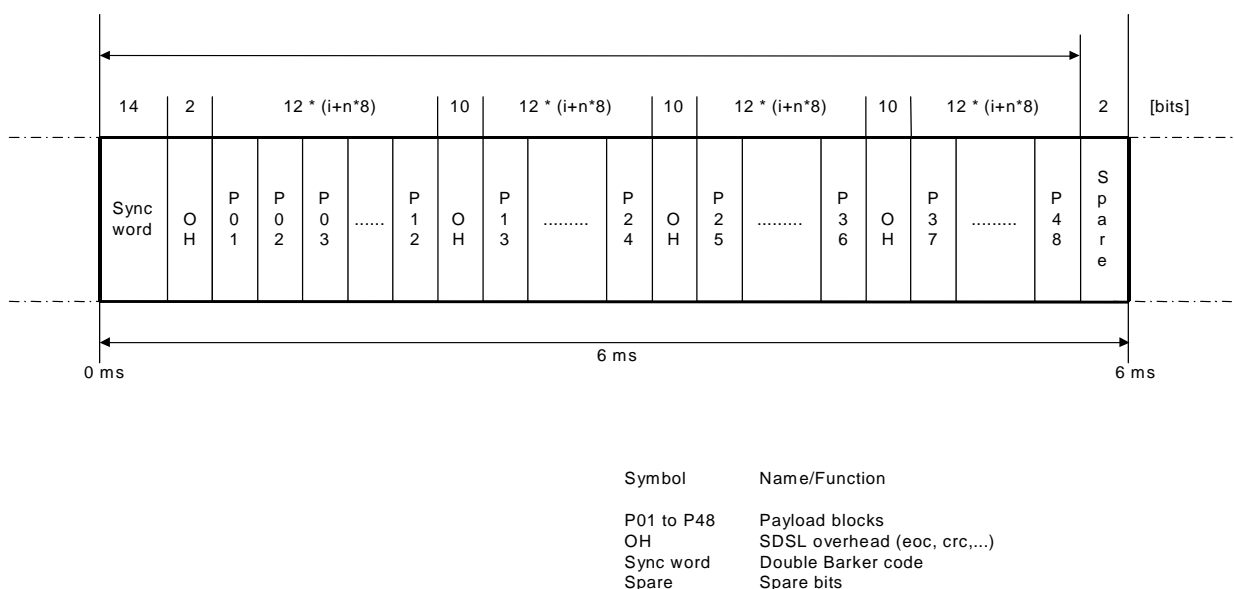 14 2 12 * (i+n*8) 10 12 * (i+n*8) 10 12 * (i+n*8) 10 12 * (i+n*8) 2 [bits]
Sync word
OH
P01
P02
P03
......
P12
OH
P13
.........
P24
OH
P25
.........
P36
OH
P37
.........
P48
Spare
6 ms
0 ms 6 ms
Symbol Name/Function
P01 to P48 Payload blocks
OH SDSL overhead (eoc, crc,...)
Sync word Double Barker code
Spare Spare bits